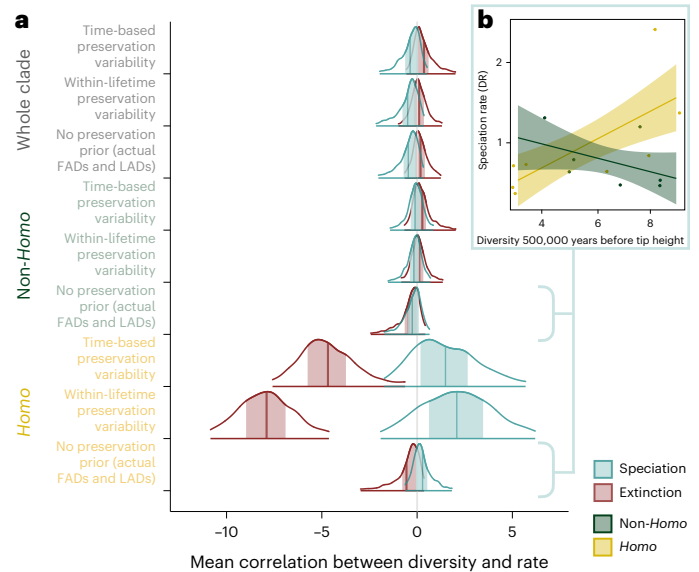 a
Whole clade
Time-based
preservation
variability
Within-lifetime
preservation
variability
No preservation
prior (actual
FADs and LADs)
Non-Homo
Time-based
preservation
variability
Within-lifetime
preservation
variability
No preservation
prior (actual
FADs and LADs)
Homo
Time-based
preservation
variability
Within-lifetime
preservation
variability
No preservation
prior (actual
FADs and LADs)
−10
−5
0
5
Mean correlation between diversity and rate
b
Speciation rate (DR)
2
1
4
6
8
Diversity 500,000 years before tip height
Speciation
Extinction
Non-Homo
Homo